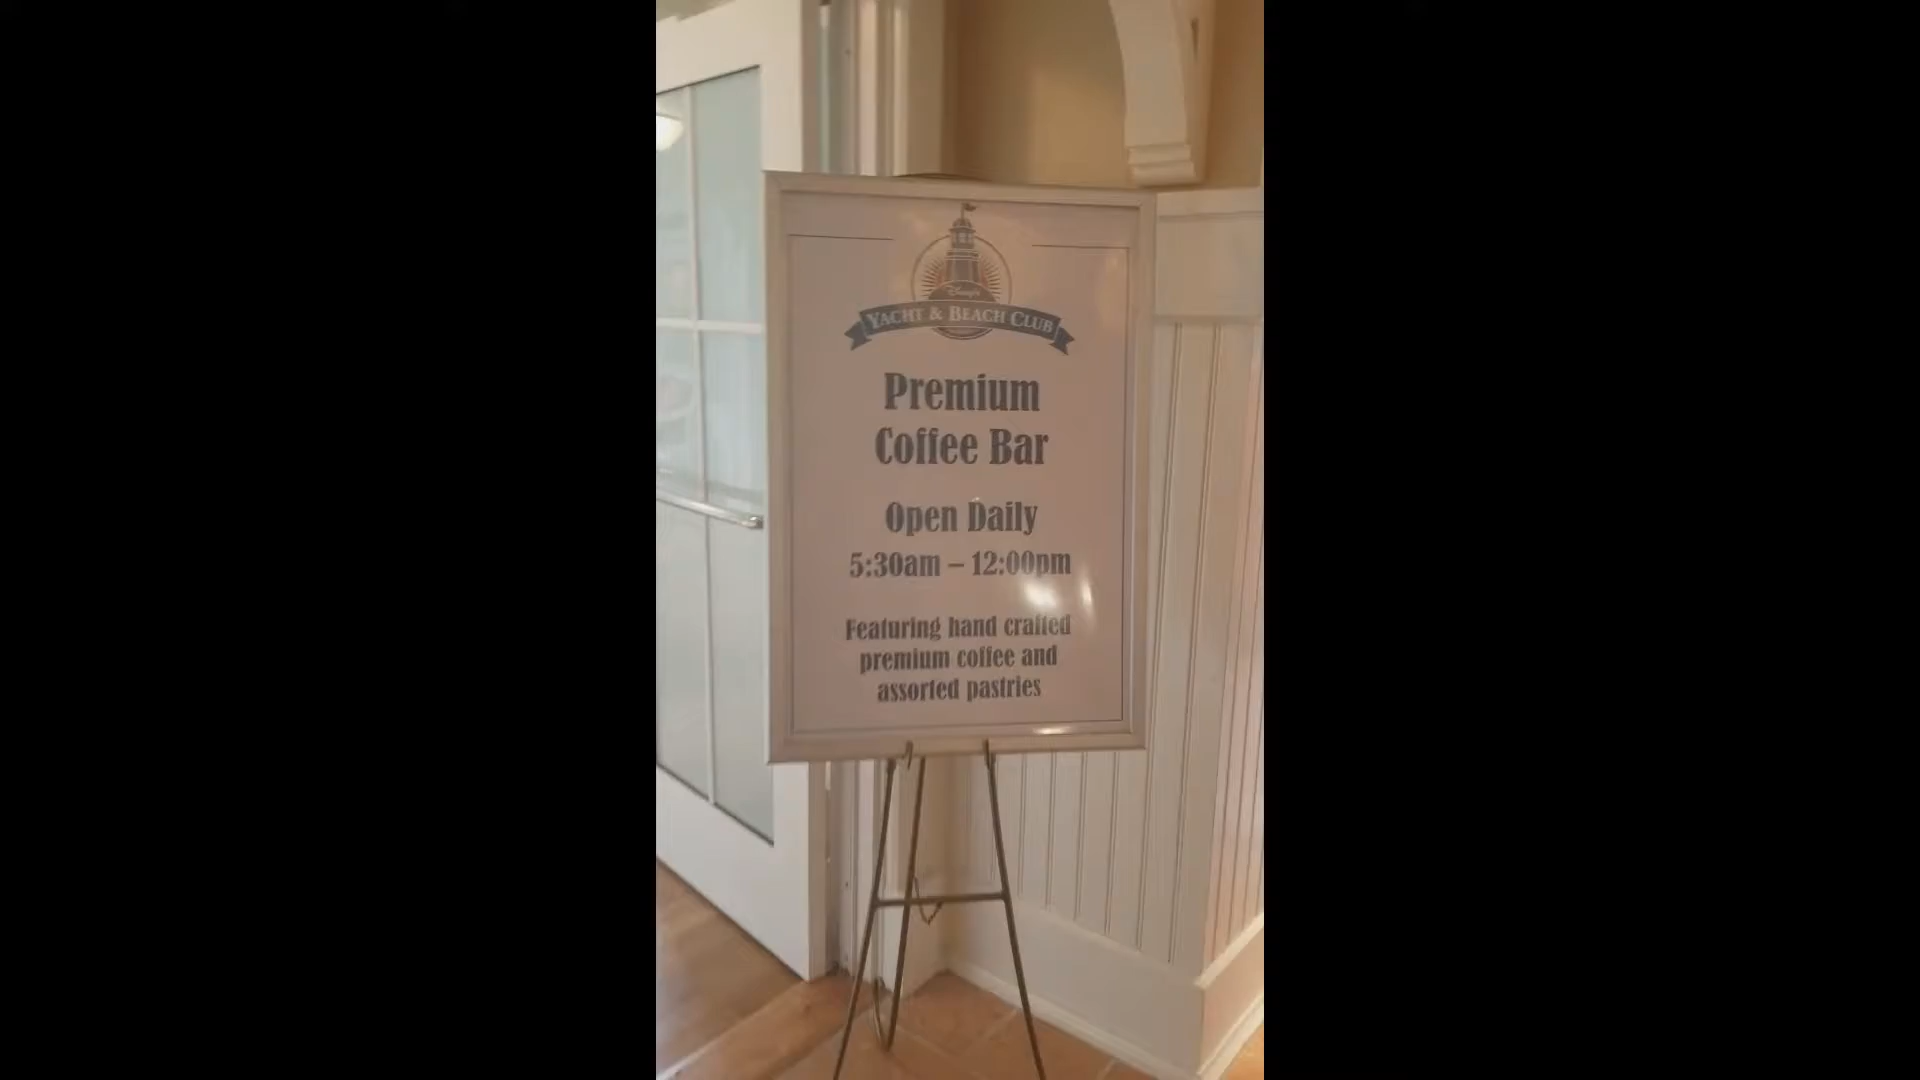 Disney's
YACHT & BEACH CLUB
Premium
Coffee Bar
Open Daily
5:30am – 12:00pm
Featuring hand crafted
premium coffee and
assorted pastries